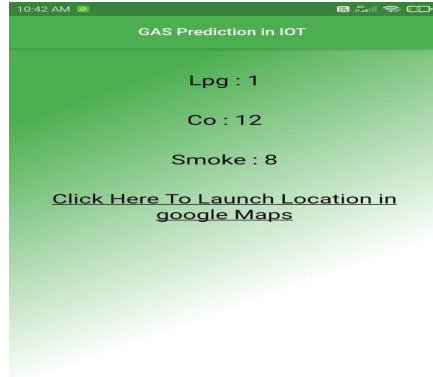 10:42 AM
GAS Prediction in IOT
Lpg : 1
Co : 12
Smoke : 8
Click Here To Launch Location in
google Maps